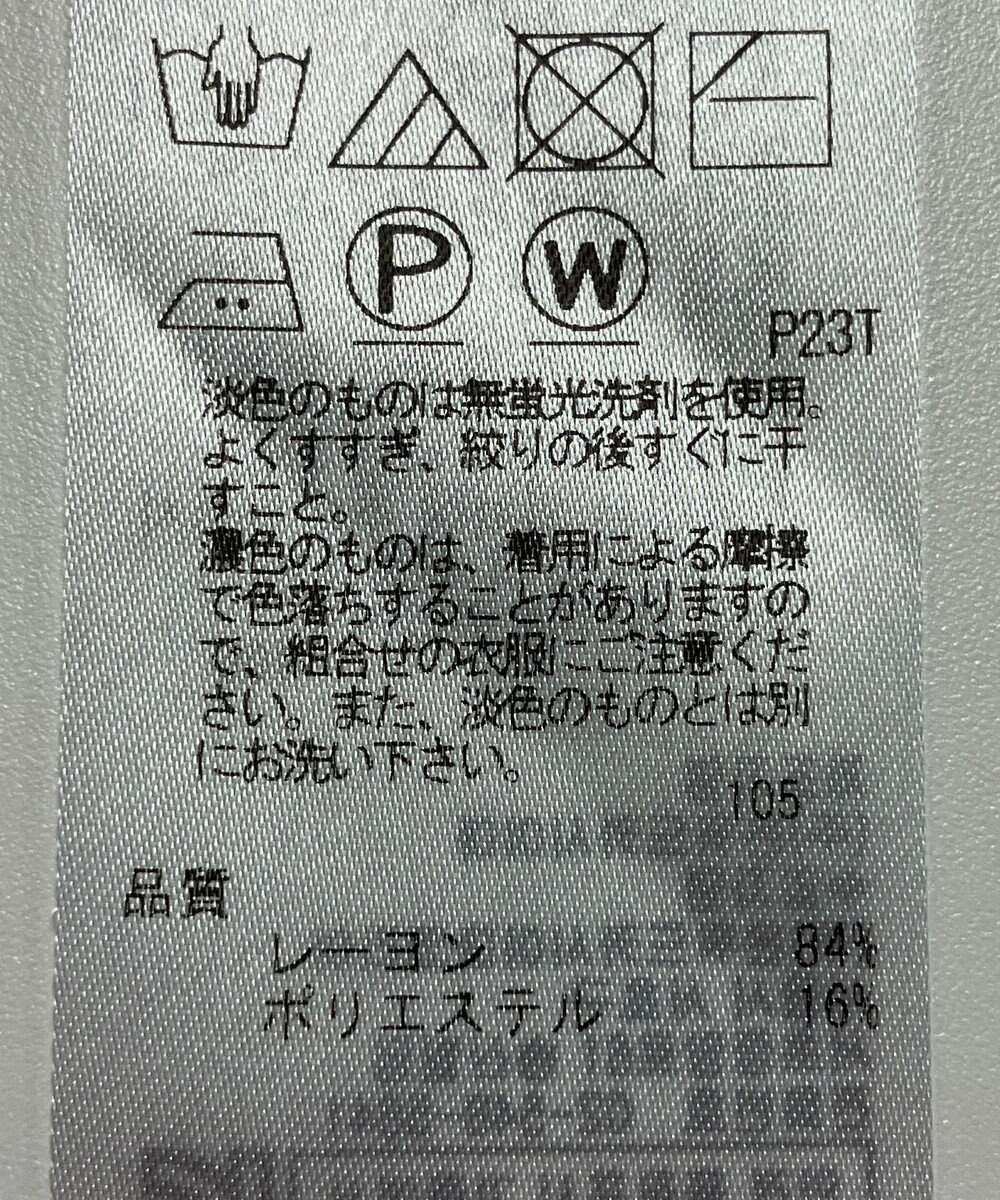 P
W
P23T
淡色のものは無蛍光洗剤を使用。
よくすすぎ、絞りの後すぐに干
すこと。
濃色のものは、着用による摩擦
で色落ちすることがありますの
で、組合せの衣服にご注意くだ
さい。また、淡色のものとは別
にお洗い下さい。
105
品質
レーヨン 84%
ポリエステル 16%